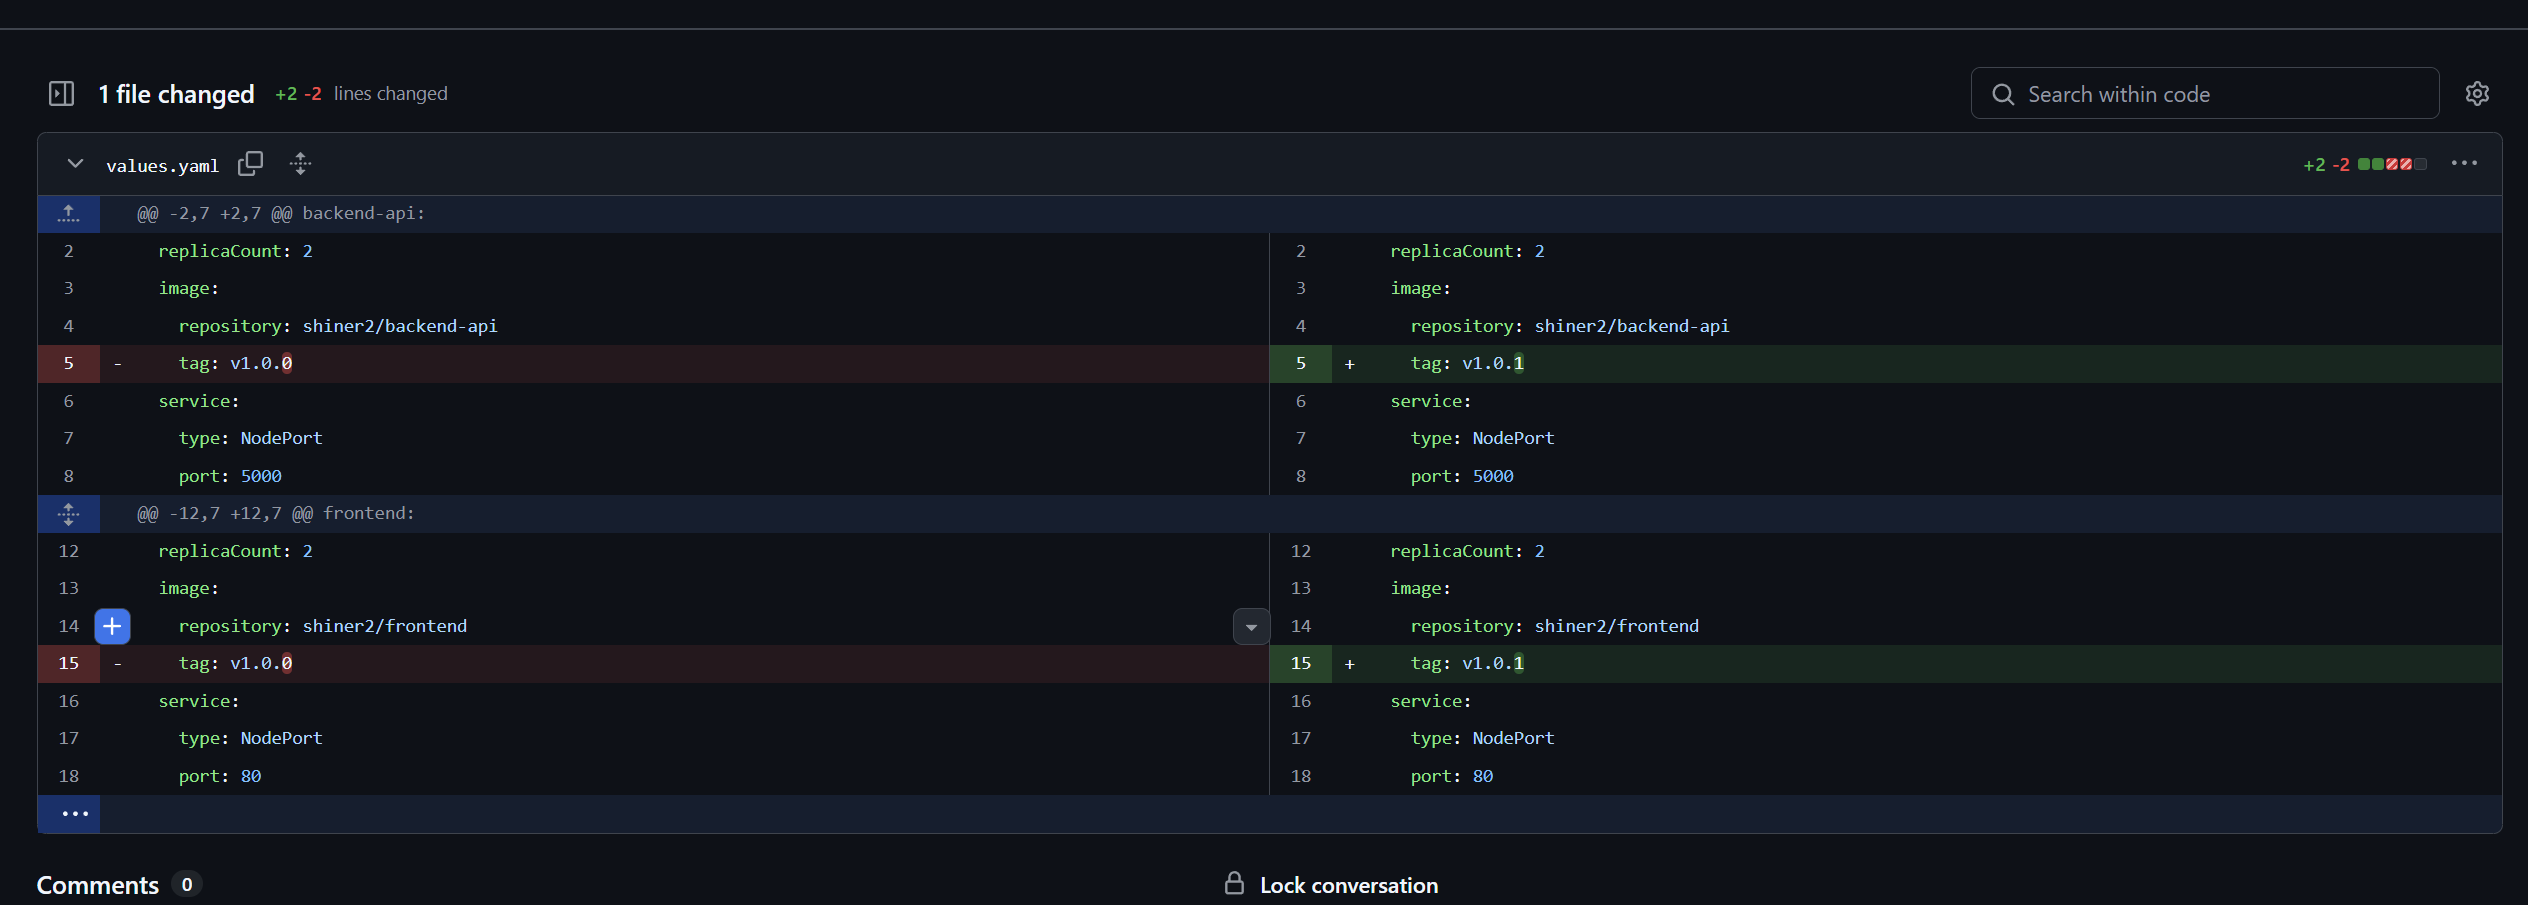 1 file changed +2 -2 lines changed
Search within code
values.yaml
+2 -2
@@ -2,7 +2,7 @@ backend-api:
2 replicaCount: 2 2 replicaCount: 2
3 image: 3 image:
4 repository: shiner2/backend-api 4 repository: shiner2/backend-api
5 - tag: v1.0.0 5 + tag: v1.0.1
6 service: 6 service:
7 type: NodePort 7 type: NodePort
8 port: 5000 8 port: 5000
@@ -12,7 +12,7 @@ frontend:
12 replicaCount: 2 12 replicaCount: 2
13 image: 13 image:
14 repository: shiner2/frontend 14 repository: shiner2/frontend
15 - tag: v1.0.0 15 + tag: v1.0.1
16 service: 16 service:
17 type: NodePort 17 type: NodePort
18 port: 80 18 port: 80
Comments 0
Lock conversation